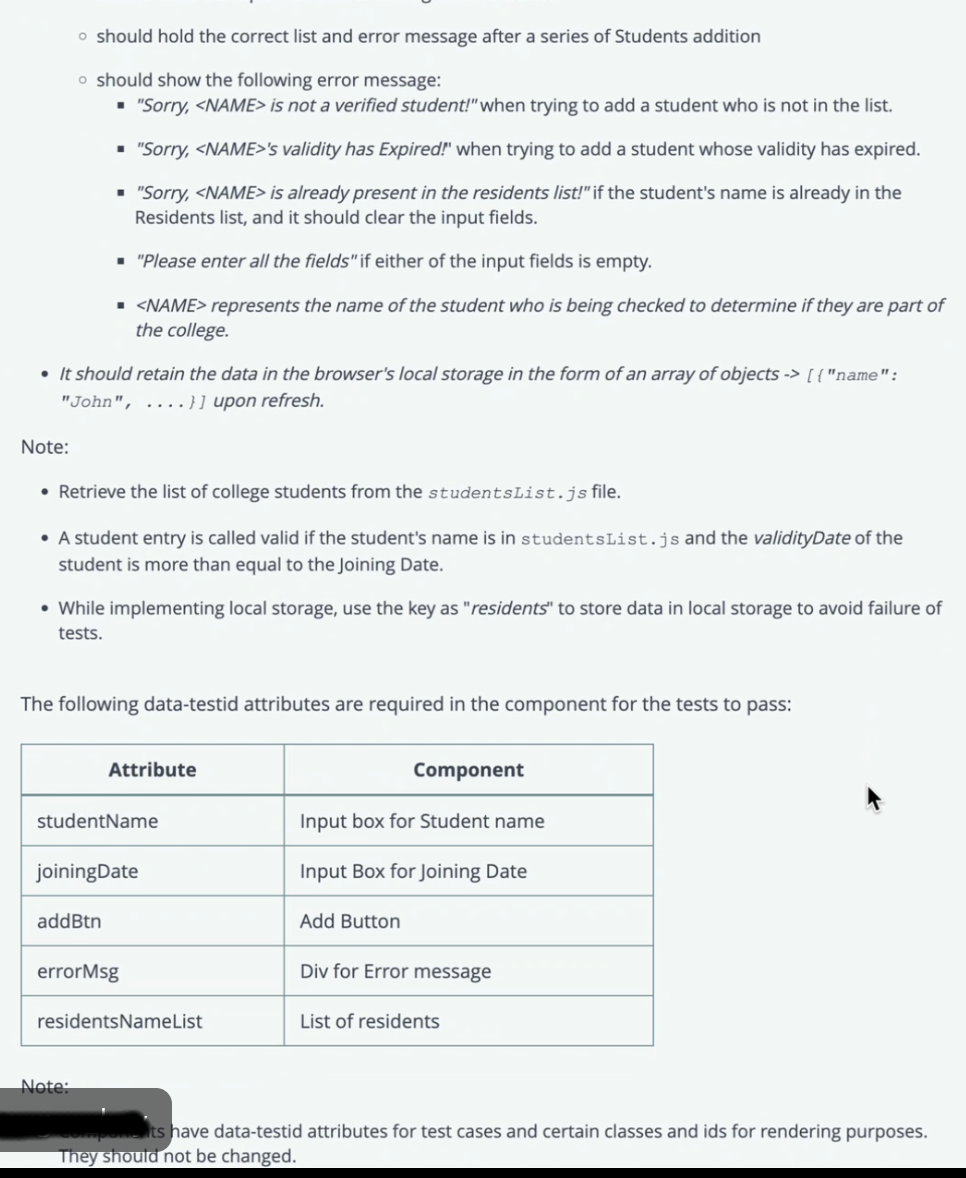 should hold the correct list and error message after a series of Students addition
should show the following error message:
"Sorry, <NAME> is not a verified student!" when trying to add a student who is not in the list.
"Sorry, <NAME>'s validity has Expired!" when trying to add a student whose validity has expired.
"Sorry, <NAME> is already present in the residents list!" if the student's name is already in the
Residents list, and it should clear the input fields.
"Please enter all the fields" if either of the input fields is empty.
<NAME> represents the name of the student who is being checked to determine if they are part of
the college.
It should retain the data in the browser's local storage in the form of an array of objects -> [{"name":
"John", ....}] upon refresh.
Note:
Retrieve the list of college students from the studentsList.js file.
A student entry is called valid if the student's name is in studentsList.js and the validityDate of the
student is more than equal to the Joining Date.
While implementing local storage, use the key as "residents" to store data in local storage to avoid failure of
tests.
The following data-testid attributes are required in the component for the tests to pass:
Attribute Component
studentName Input box for Student name
joiningDate Input Box for Joining Date
addBtn Add Button
errorMsg Div for Error message
residentsNameList List of residents
Note:
have data-testid attributes for test cases and certain classes and ids for rendering purposes.
They should not be changed.